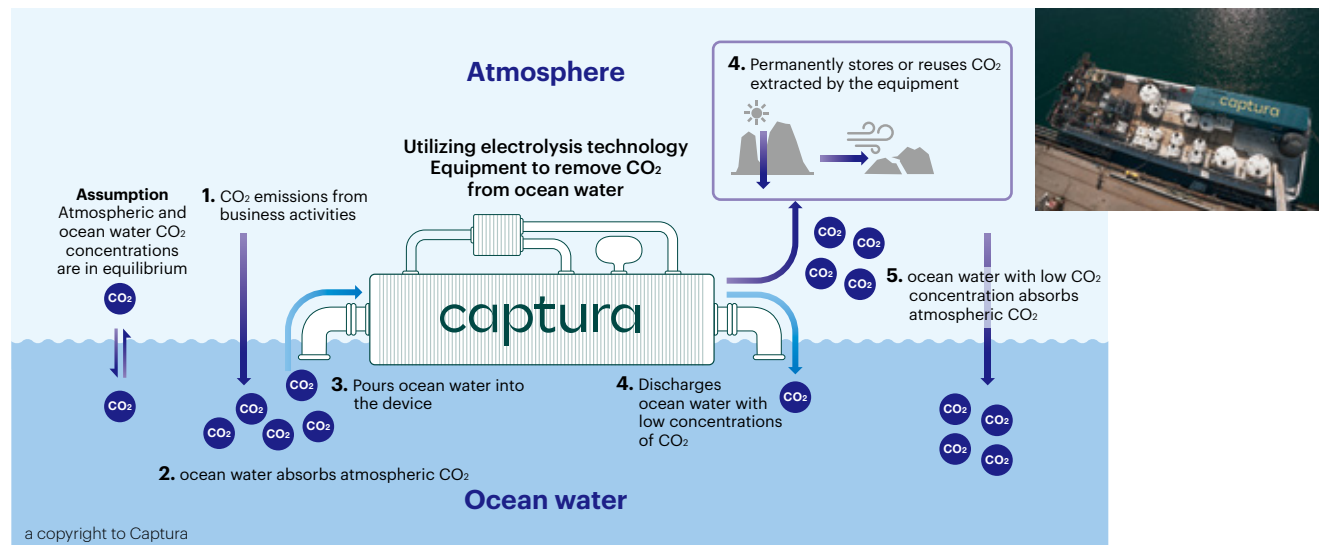 Atmosphere
Assumption
Atmospheric and
ocean water CO₂
concentrations
are in equilibrium
CO₂
CO₂
1. CO₂ emissions from
business activities
Utilizing electrolysis technology
Equipment to remove CO₂
from ocean water
captura
4. Permanently stores or reuses CO₂
extracted by the equipment
captura
CO₂
CO₂
CO₂
CO₂
5. ocean water with low CO₂
concentration absorbs
atmospheric CO₂
CO₂
CO₂
CO₂
CO₂
CO₂
2. ocean water absorbs atmospheric CO₂
3. Pours ocean water into
the device
4. Discharges
ocean water with
low concentrations
of CO₂
CO₂
CO₂
CO₂
CO₂
CO₂
Ocean water
a copyright to Captura